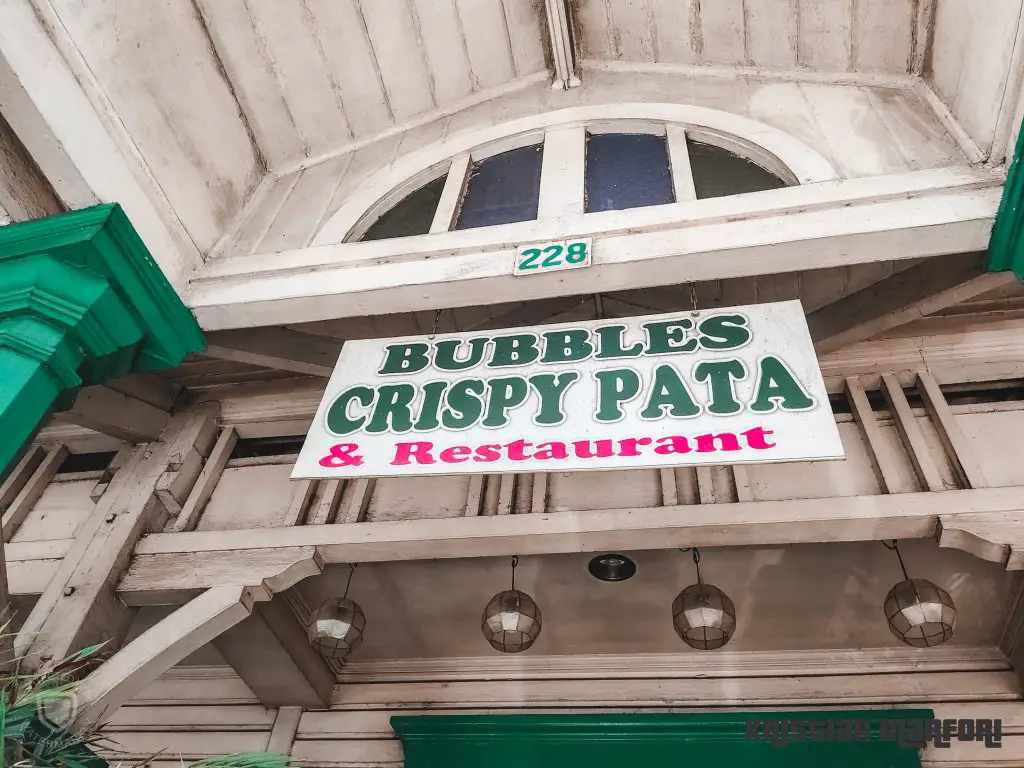 228
BUBBLES
CRISPY PATA
& Restaurant
KRISTIAN MARFORI